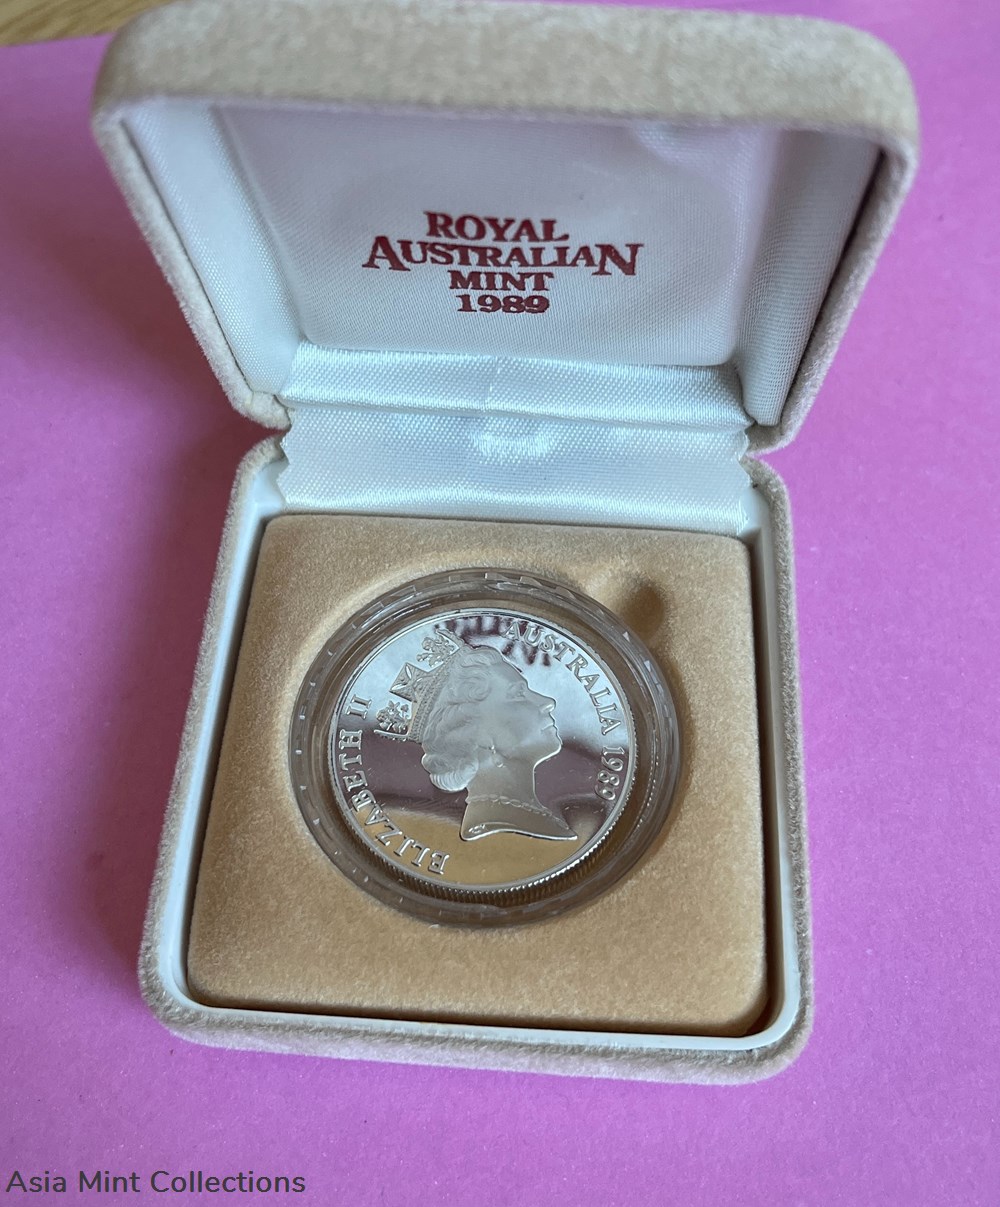 ROYAL
AUSTRALIAN
MINT
1989
ELIZABETH II
AUSTRALIA 1989
Asia Mint Collections